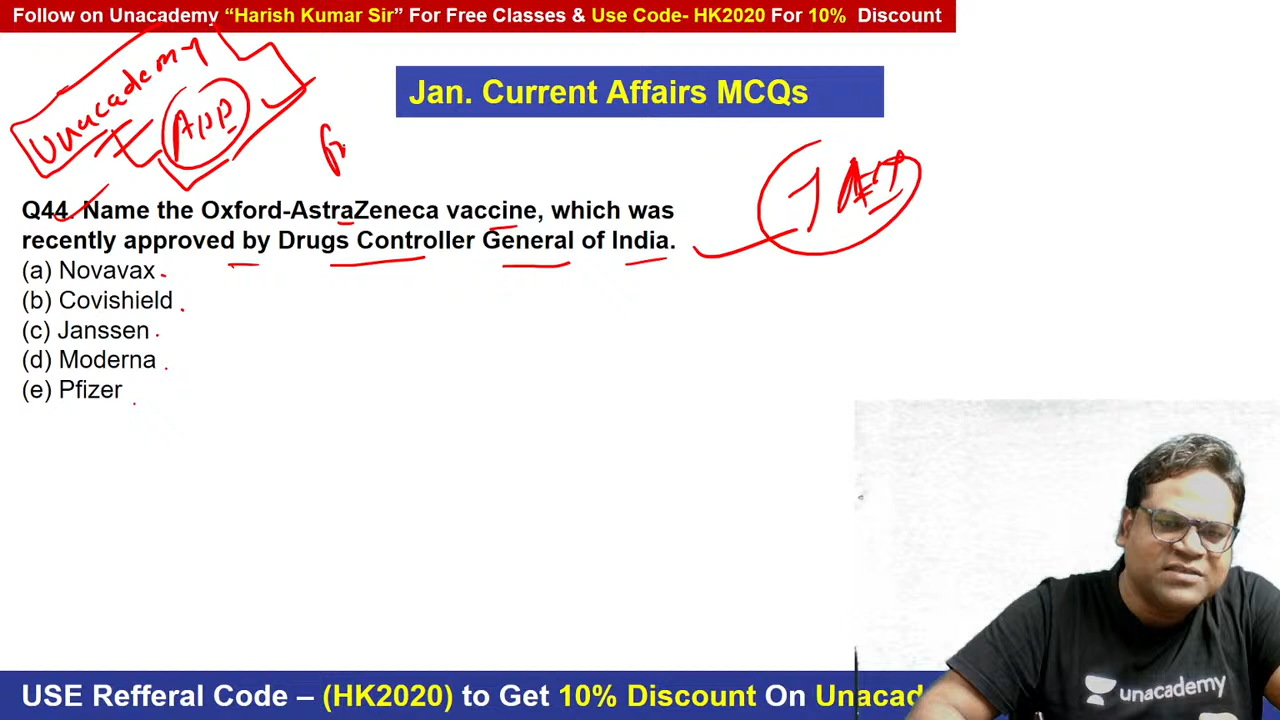 Follow on Unacademy “Harish Kumar Sir” For Free Classes & Use Code- HK2020 For 10% Discount
Unacademy
App
Jan. Current Affairs MCQs
Q44. Name the Oxford-AstraZeneca vaccine, which was
recently approved by Drugs Controller General of India.
(a) Novavax
(b) Covishield
(c) Janssen
(d) Moderna
(e) Pfizer
unacademy
USE Refferal Code – (HK2020) to Get 10% Discount On Unacad